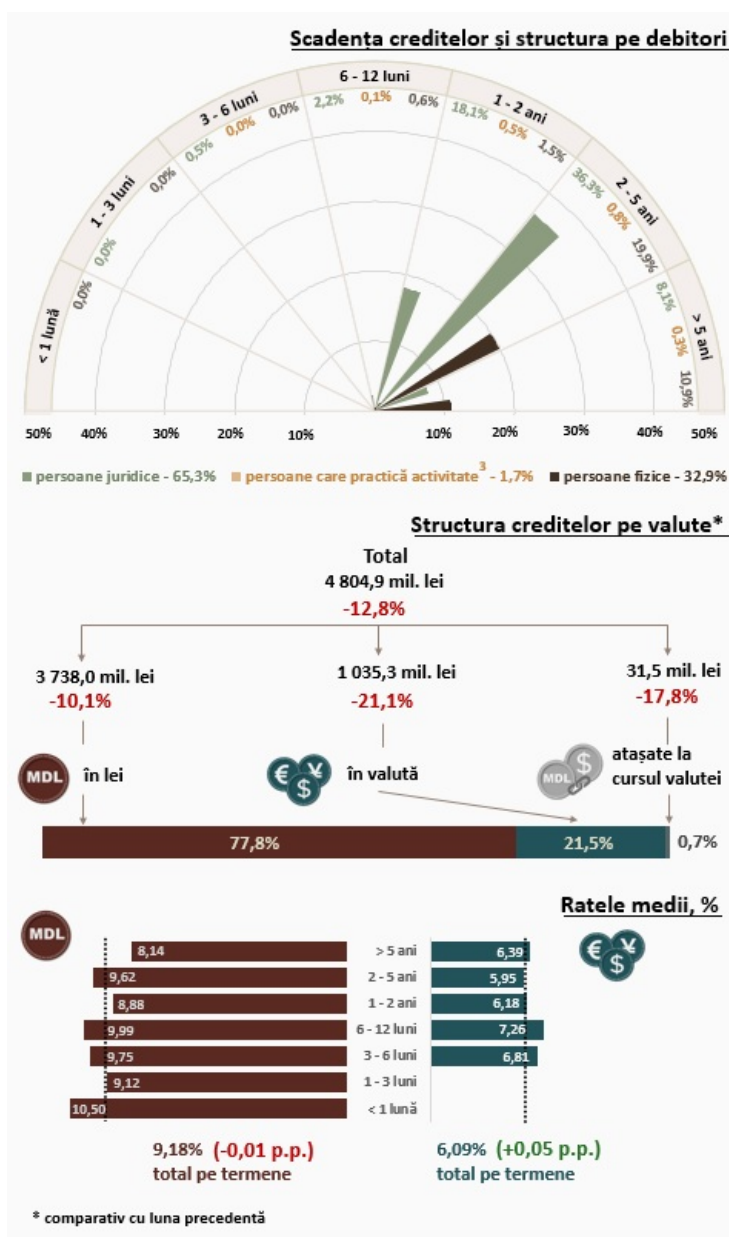 Scadența creditelor și structura pe debitori
< 1 lună
1 - 3 luni
3 - 6 luni
6 - 12 luni
1 - 2 ani
2 - 5 ani
> 5 ani
0,0%
0,0%
0,0%
0,5%
0,0%
0,0%
2,2%
0,1%
0,6%
18,1%
0,5%
1,5%
36,3%
0,8%
19,9%
8,1%
0,3%
10,9%
50% 40% 30% 20% 10% 10% 20% 30% 40% 50%
persoane juridice - 65,3% persoane care practică activitate³ - 1,7% persoane fizice - 32,9%
Structura creditelor pe valute*
Total
4 804,9 mil. lei
-12,8%
3 738,0 mil. lei 1 035,3 mil. lei 31,5 mil. lei
-10,1% -21,1% -17,8%
MDL în lei
€ ¥ $ în valută
MDL $ atașate la
cursul valutei
77,8% 21,5% 0,7%
Ratele medii, %
MDL
€ ¥ $
8,14 > 5 ani 6,39
9,62 2 - 5 ani 5,95
8,88 1 - 2 ani 6,18
9,99 6 - 12 luni 7,26
9,75 3 - 6 luni 6,81
9,12 1 - 3 luni
10,50 < 1 lună
9,18% (-0,01 p.p.) 6,09% (+0,05 p.p.)
total pe termene total pe termene
* comparativ cu luna precedentă